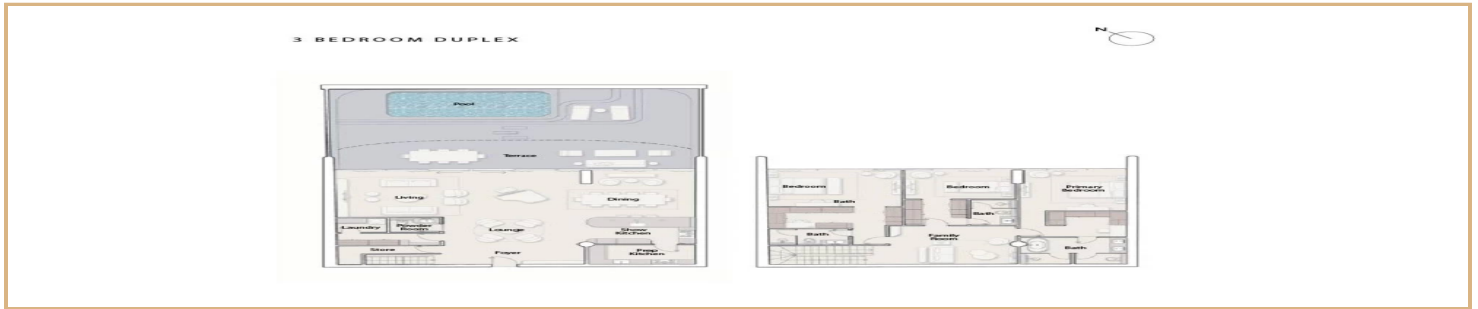 3 BEDROOM DUPLEX
N
Pool
Terrace
Living
Dining
Laundry
Powder
Room
Lounge
Show
Kitchen
Store
Foyer
Prep
Kitchen
Bedroom
Bath
Bedroom
Primary
Bedroom
Bath
Bath
Family
Room
Bath